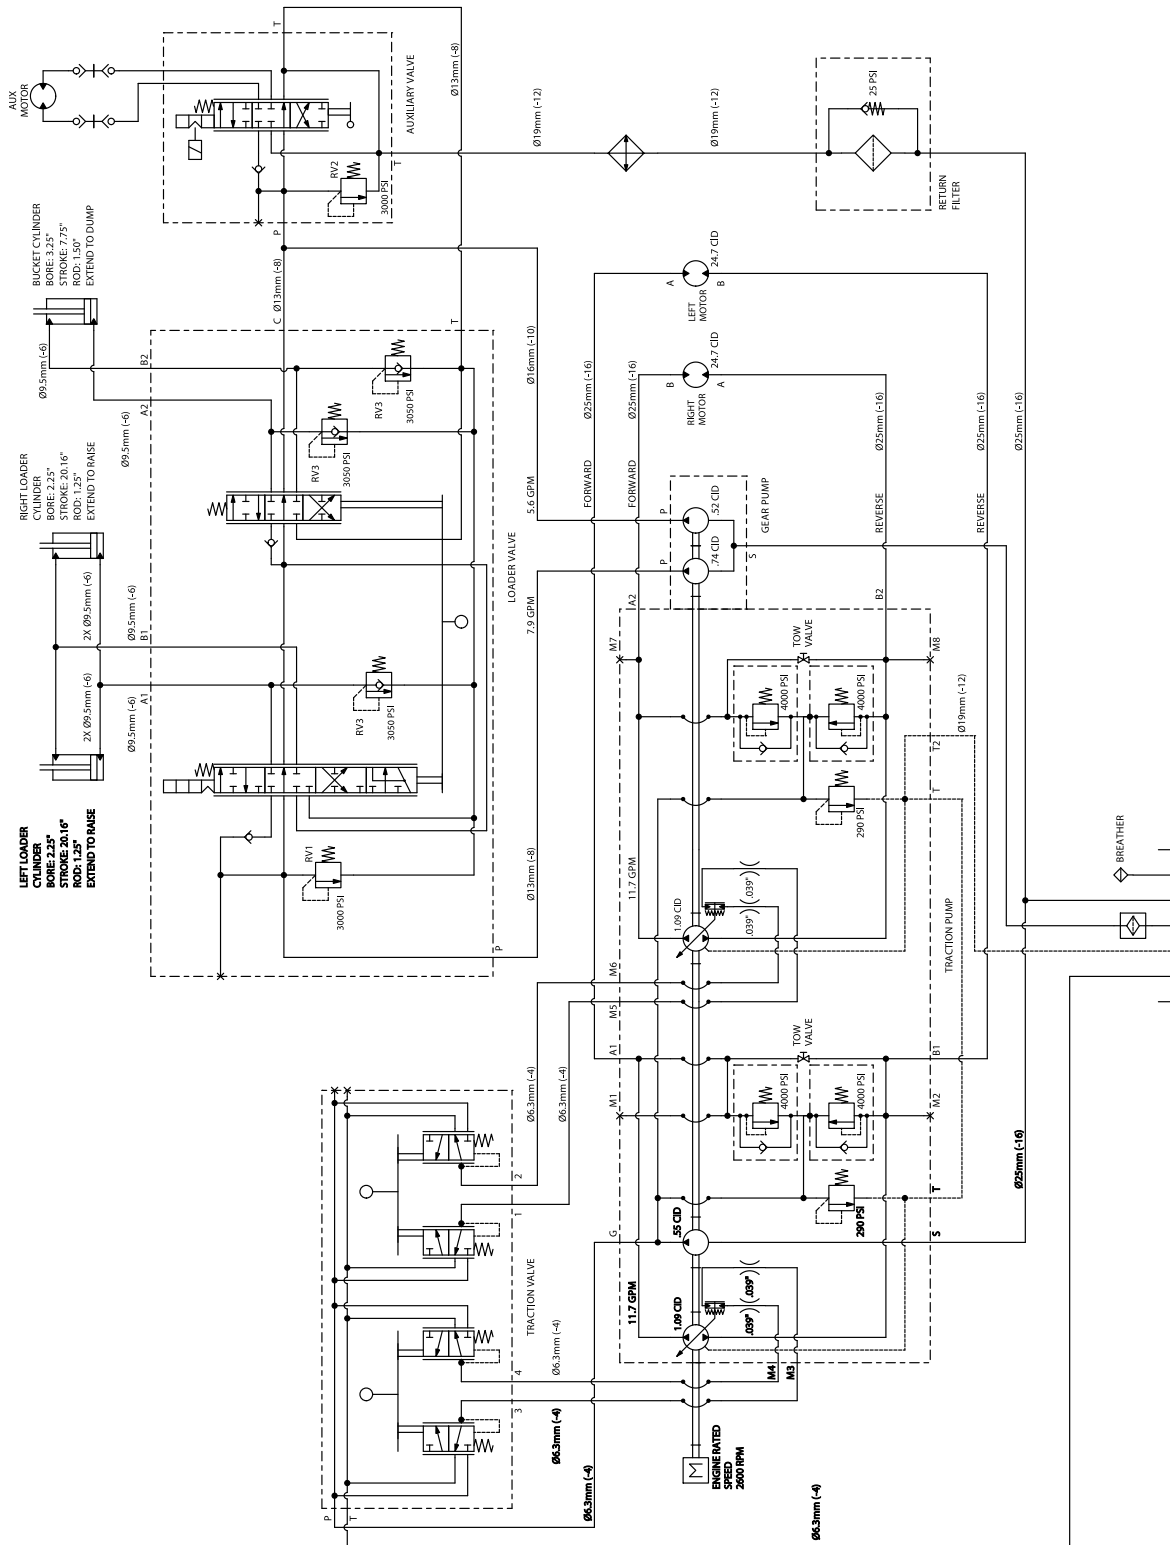 AUX
MOTOR
T
Ø13mm (-8)
AUXILIARY VALVE
RV2
3000 PSI
T
P
Ø19mm (-12)
Ø19mm (-12)
25 PSI
RETURN
FILTER
BUCKET CYLINDER
BORE: 3.25"
STROKE: 7.75"
ROD: 1.50"
EXTEND TO DUMP
Ø9.5mm (-6)
B2
A2
Ø9.5mm (-6)
C
Ø13mm (-8)
T
RV3
3050 PSI
RV3
3050 PSI
Ø16mm (-10)
5.6 GPM
RIGHT LOADER
CYLINDER
BORE: 2.25"
STROKE: 20.16"
ROD: 1.25"
EXTEND TO RAISE
2X Ø9.5mm (-6)
2X Ø9.5mm (-6)
Ø9.5mm (-6)
B1
A1
Ø9.5mm (-6)
LOADER VALVE
RV3
3050 PSI
7.9 GPM
LEFT LOADER
CYLINDER
BORE: 2.25"
STROKE: 20.16"
ROD: 1.25"
EXTEND TO RAISE
RV1
3000 PSI
P
Ø13mm (-8)
A
24.7 CID
LEFT
MOTOR
B
B
24.7 CID
RIGHT
MOTOR
A
Ø25mm (-16)
Ø25mm (-16)
Ø25mm (-16)
Ø25mm (-16)
Ø25mm (-16)
FORWARD
FORWARD
REVERSE
REVERSE
P
.52 CID
GEAR PUMP
P
.74 CID
S
A2
B2
M7
M8
TOW
VALVE
4000 PSI
4000 PSI
Ø19mm (-12)
T2
T
290 PSI
11.7 GPM
1.09 CID
.039"
.039"
TRACTION PUMP
BREATHER
M6
M5
A1
B1
TOW
VALVE
M1
M2
4000 PSI
4000 PSI
Ø25mm (-16)
T
290 PSI
G
.55 CID
S
11.7 GPM
1.09 CID
.039"
.039"
M4
M3
Ø6.3mm (-4)
Ø6.3mm (-4)
2
1
TRACTION VALVE
4
3
Ø6.3mm (-4)
Ø6.3mm (-4)
Ø6.3mm (-4)
P
T
M
ENGINE RATED
SPEED
2600 RPM
Ø6.3mm (-4)